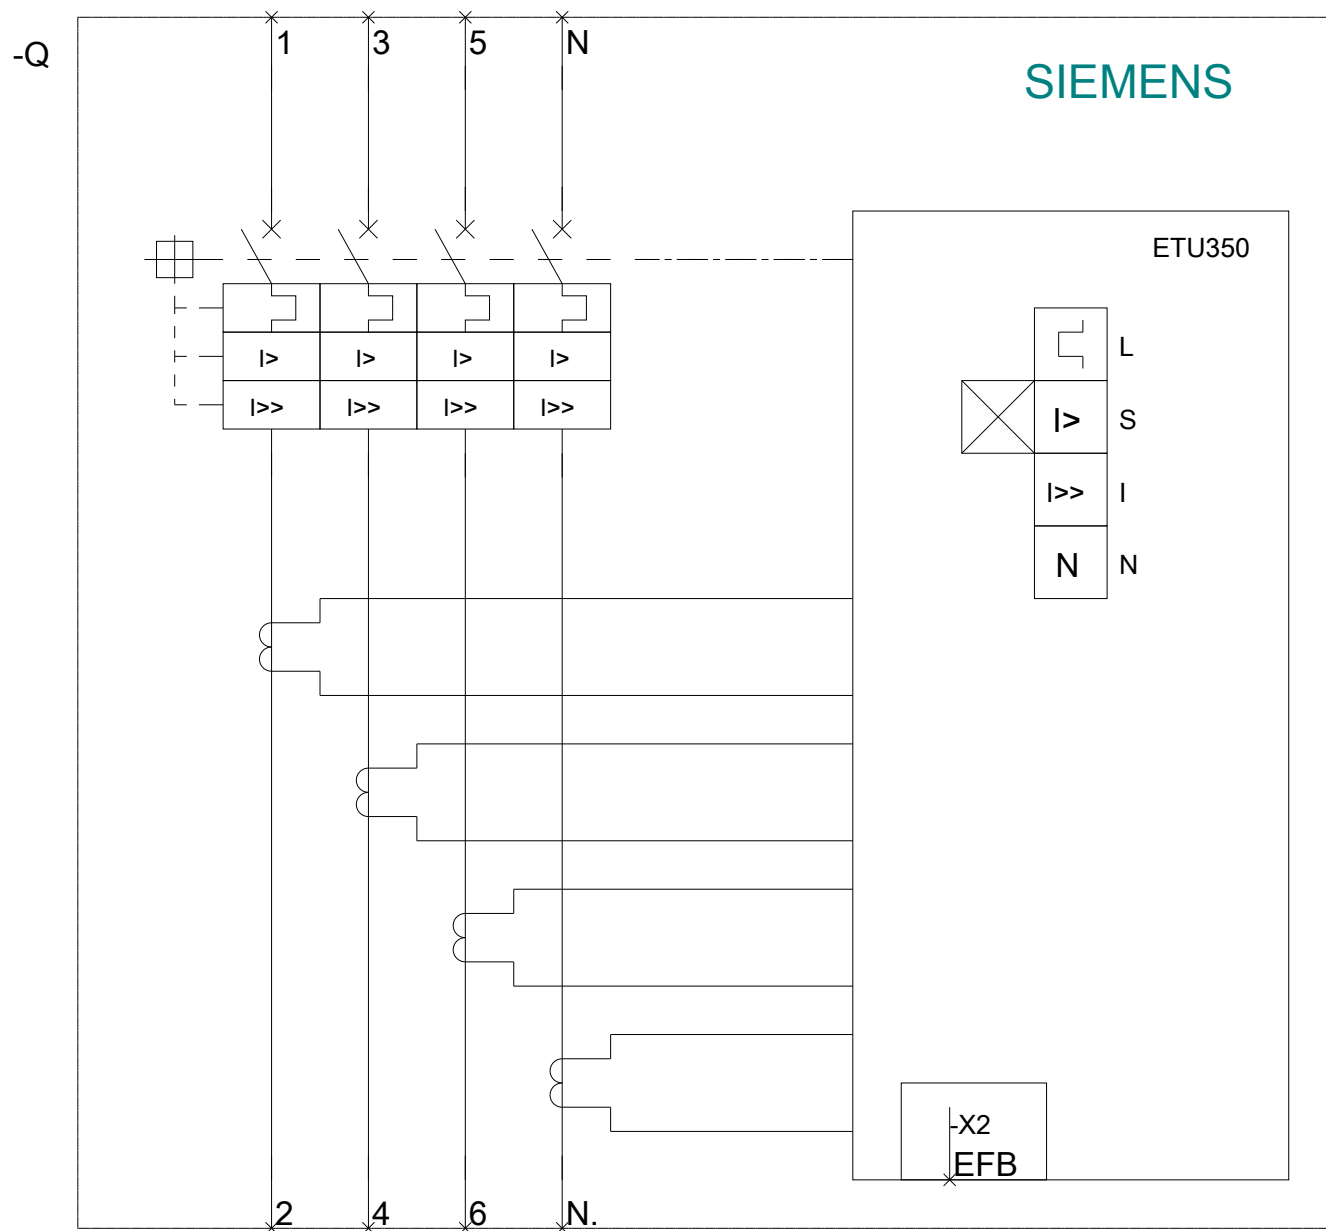 1 3 5 N
-Q
SIEMENS
ETU350
L
I> I> I> I>
I>> I>> I>> I>>
I> S
I>> I
N N
-X2
EFB
2 4 6 N.